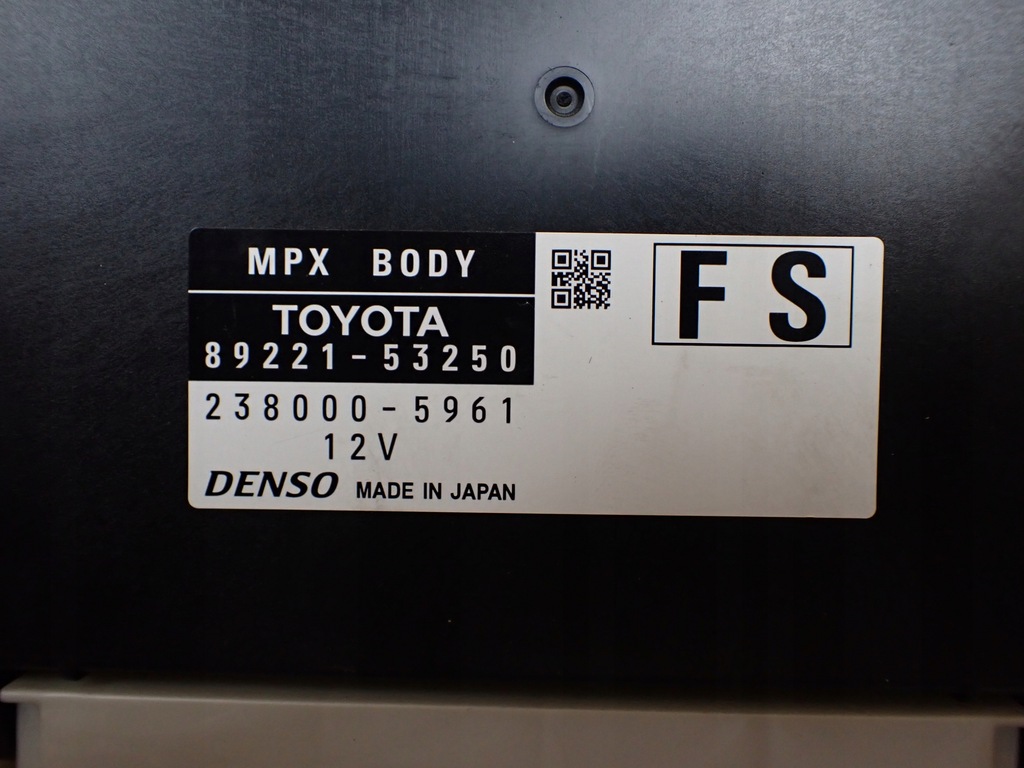 MPX BODY
TOYOTA
89221-53250
238000-5961
12V
DENSO MADE IN JAPAN
FS